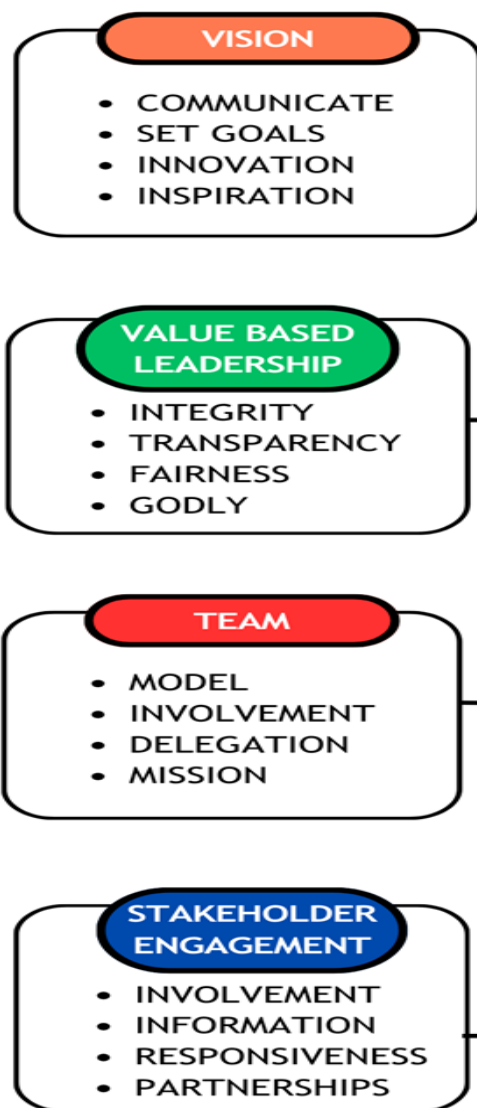 VISION
• COMMUNICATE
• SET GOALS
• INNOVATION
• INSPIRATION
VALUE BASED
LEADERSHIP
• INTEGRITY
• TRANSPARENCY
• FAIRNESS
• GODLY
TEAM
• MODEL
• INVOLVEMENT
• DELEGATION
• MISSION
STAKEHOLDER
ENGAGEMENT
• INVOLVEMENT
• INFORMATION
• RESPONSIVENESS
• PARTNERSHIPS